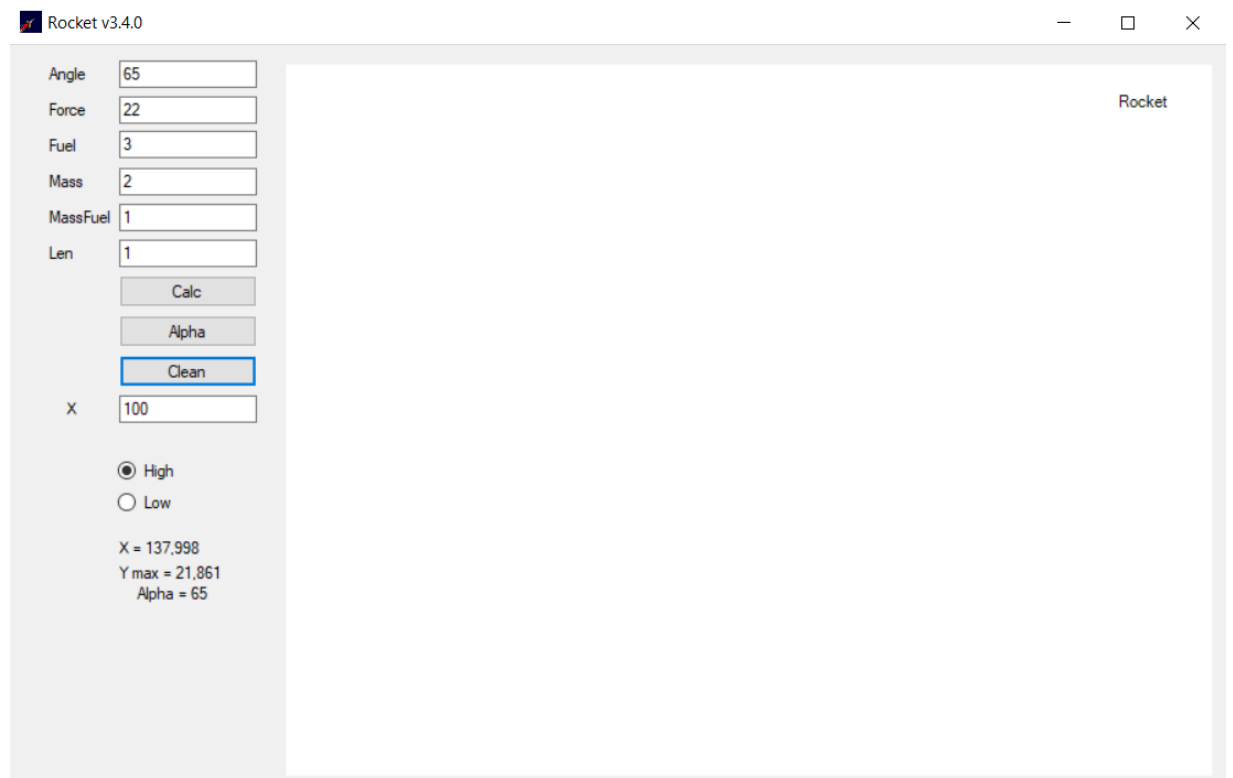 Rocket v3.4.0
Rocket
Angle 65
Force 22
Fuel 3
Mass 2
MassFuel 1
Len 1
Calc
Alpha
Clean
X 100
High
Low
X = 137,998
Y max = 21,861
Alpha = 65